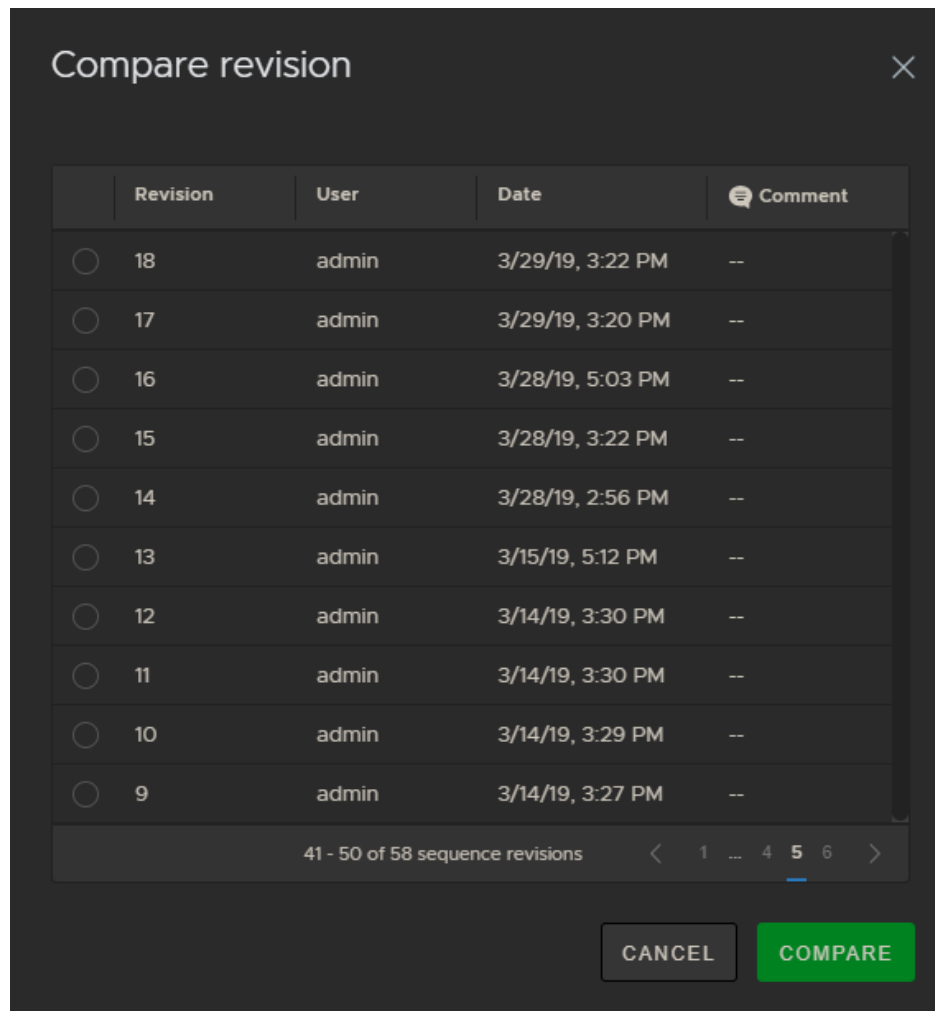 Compare revision
Revision User Date Comment
18 admin 3/29/19, 3:22 PM --
17 admin 3/29/19, 3:20 PM --
16 admin 3/28/19, 5:03 PM --
15 admin 3/28/19, 3:22 PM --
14 admin 3/28/19, 2:56 PM --
13 admin 3/15/19, 5:12 PM --
12 admin 3/14/19, 3:30 PM --
11 admin 3/14/19, 3:30 PM --
10 admin 3/14/19, 3:29 PM --
9 admin 3/14/19, 3:27 PM --
41 - 50 of 58 sequence revisions 1 ... 4 5 6
CANCEL COMPARE